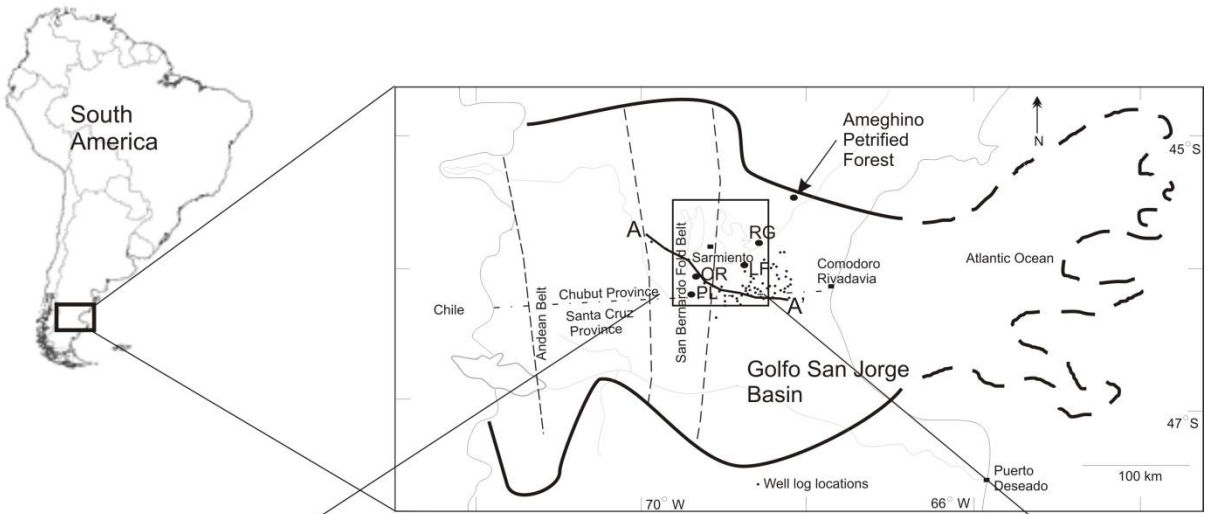 South
America
Ameghino
Petrified
Forest
N
45°S
A
RG
Sarmiento
LF
OR
PL
A'
Atlantic Ocean
Comodoro
Rivadavia
Chile
Chubut Province
Santa Cruz
Province
Andean Belt
San Bernardo Fold Belt
Golfo San Jorge
Basin
47°S
100 km
Puerto
Deseado
Well log locations
70° W
66° W